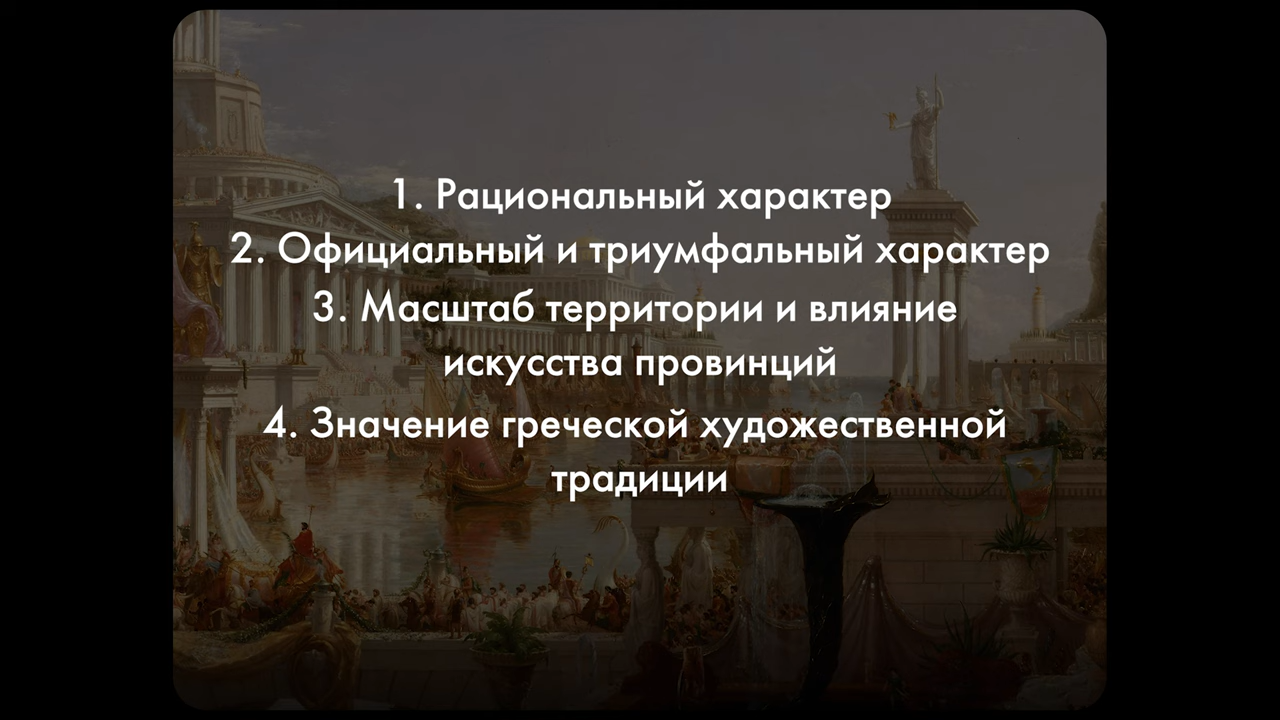 1. Рациональный характер
2. Официальный и триумфальный характер
3. Масштаб территории и влияние
искусства провинций
4. Значение греческой художественной
традиции